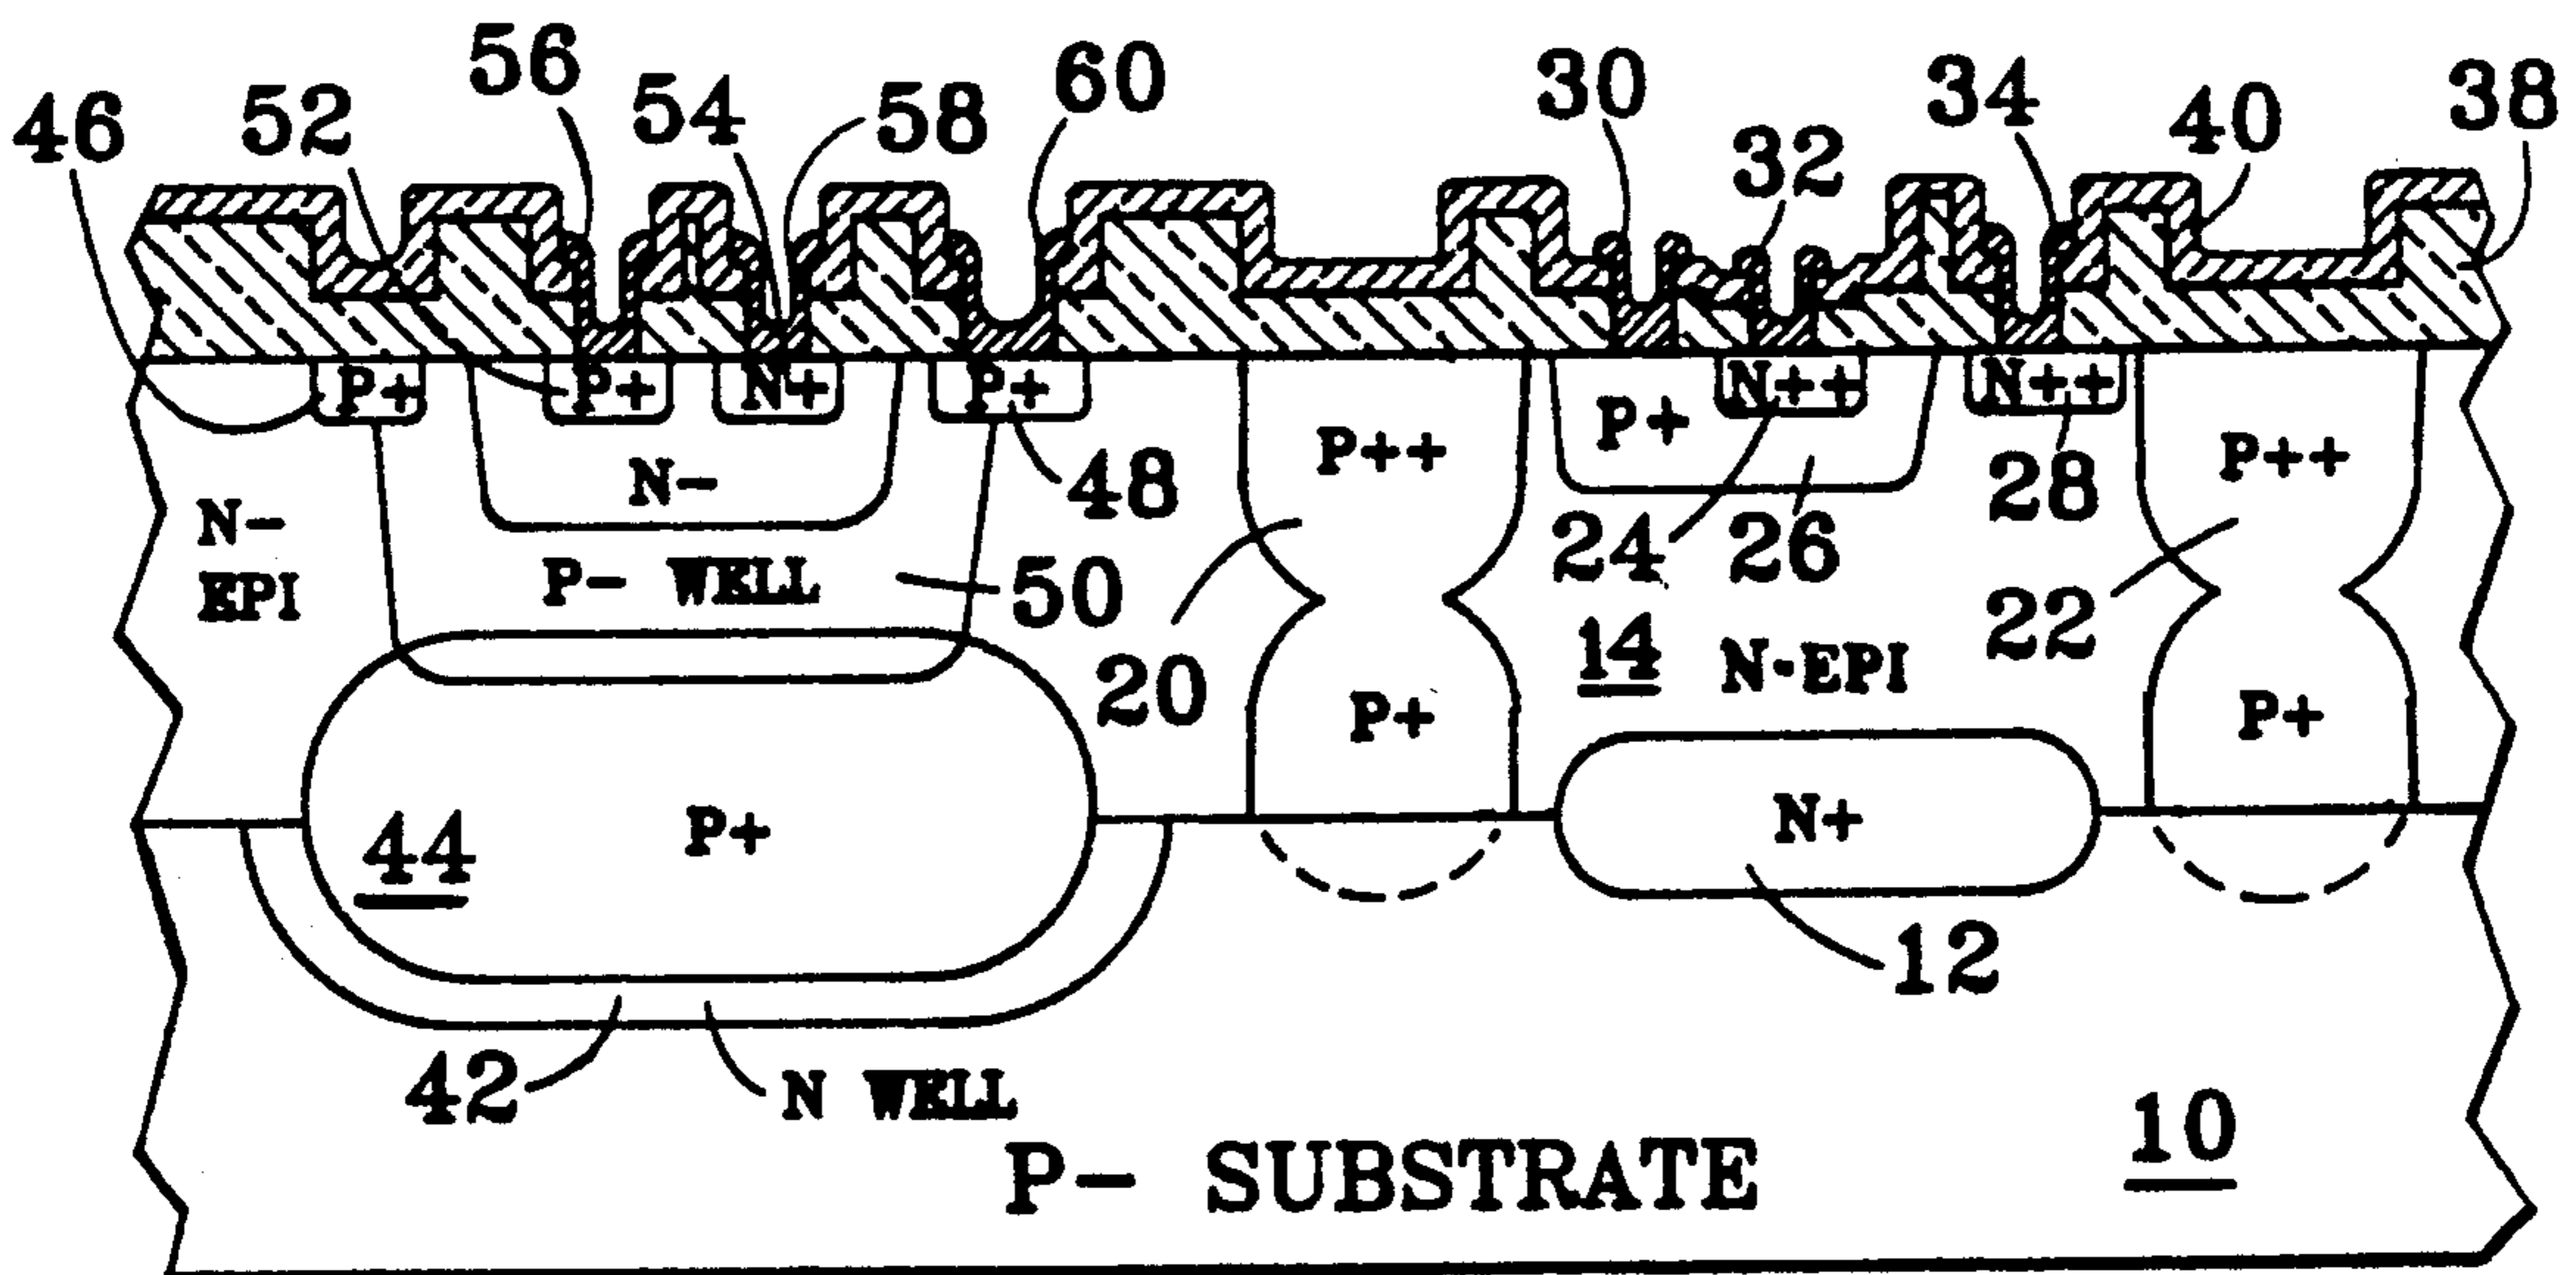 46 52 56 54 58 60 30 32 34 40 38
P+ P+ N+ P+ N++ N++
P+
P++ P++
N-
48
28
N-
EPI
24 26
P- WELL
50
22
20
14 N-EPI
P+ P+
44
P+
N+
12
42
N WELL
10
P- SUBSTRATE